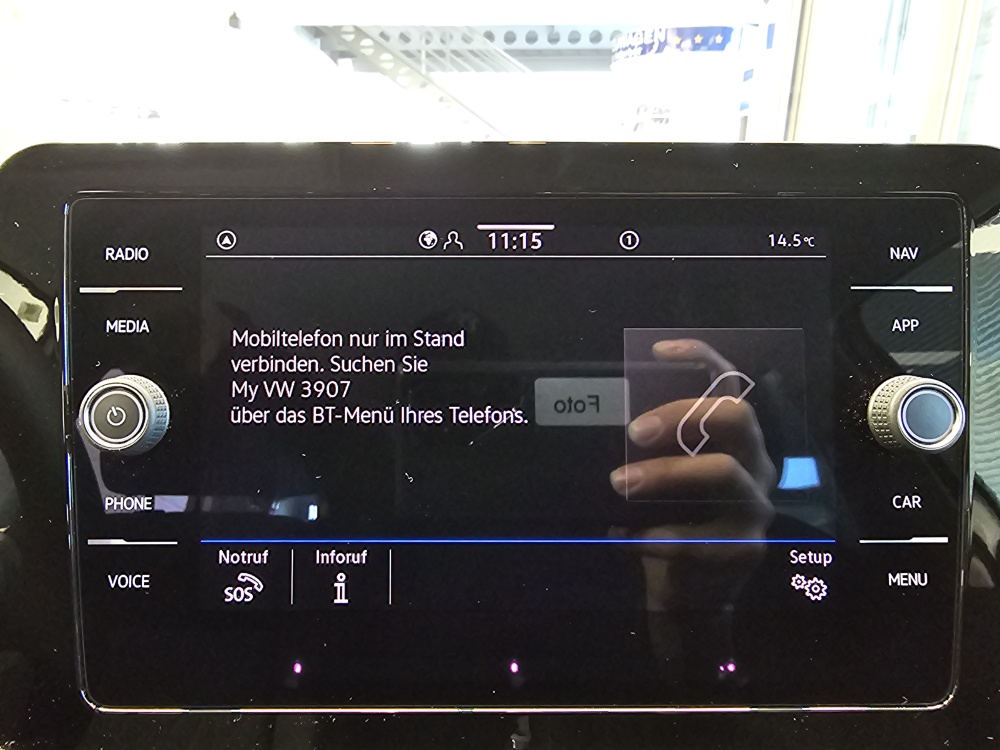 11:15
1
14.5°C
RADIO
MEDIA
PHONE
VOICE
Mobiltelefon nur im Stand
verbinden. Suchen Sie
My VW 3907
über das BT-Menü Ihres Telefons.
Foto
NAV
APP
CAR
MENU
Notruf
SOS
Inforuf
i
Setup